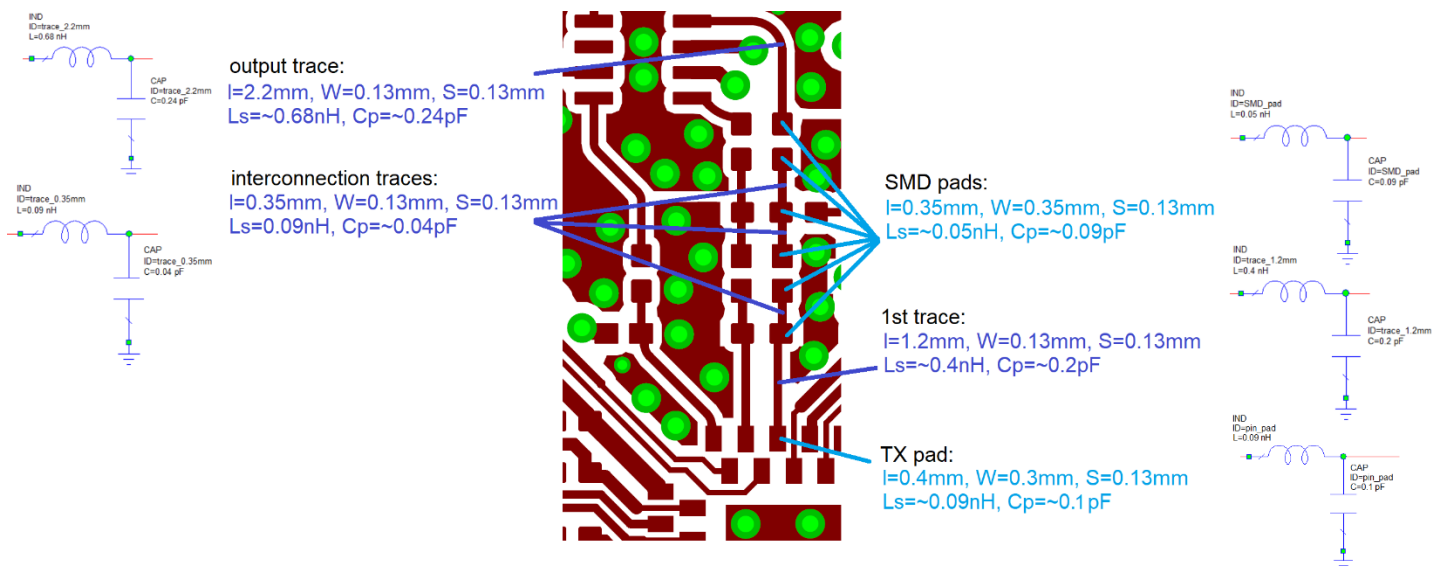 IND
ID=trace_2.2mm
L=0.68 nH
CAP
ID=trace_2.2mm
C=0.24 pF
IND
ID=trace_0.35mm
L=0.09 nH
CAP
ID=trace_0.35mm
C=0.04 pF
output trace:
l=2.2mm, W=0.13mm, S=0.13mm
Ls=~0.68nH, Cp=~0.24pF
interconnection traces:
l=0.35mm, W=0.13mm, S=0.13mm
Ls=0.09nH, Cp=~0.04pF
SMD pads:
l=0.35mm, W=0.35mm, S=0.13mm
Ls=~0.05nH, Cp=~0.09pF
1st trace:
l=1.2mm, W=0.13mm, S=0.13mm
Ls=~0.4nH, Cp=~0.2pF
TX pad:
l=0.4mm, W=0.3mm, S=0.13mm
Ls=~0.09nH, Cp=~0.1pF
IND
ID=SMD_pad
L=0.05 nH
CAP
ID=SMD_pad
C=0.09 pF
IND
ID=trace_1.2mm
L=0.4 nH
CAP
ID=trace_1.2mm
C=0.2 pF
IND
ID=pin_pad
L=0.09 nH
CAP
ID=pin_pad
C=0.1 pF